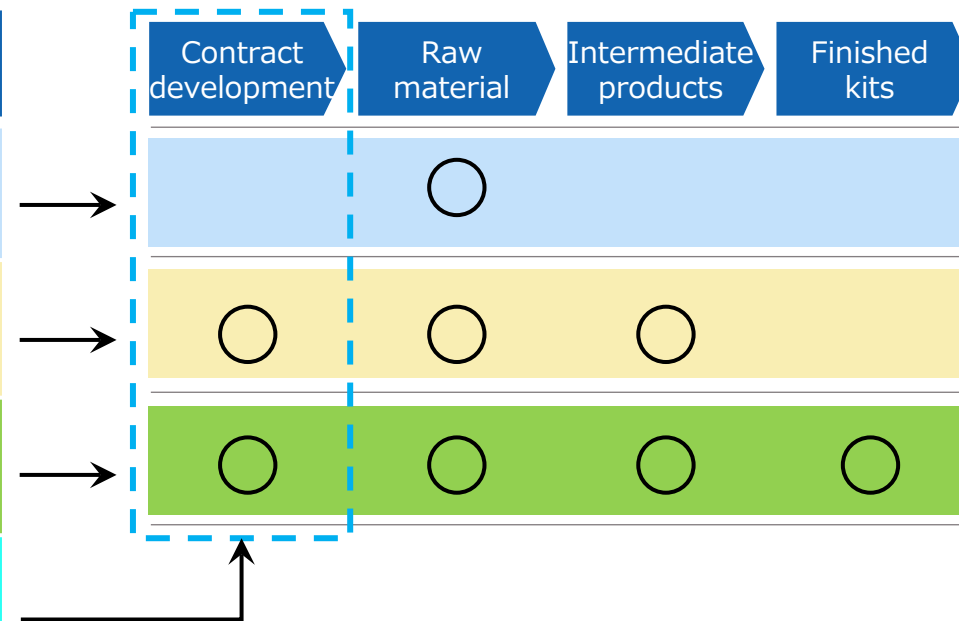 Contract
development
Raw
material
Intermediate
products
Finished
kits